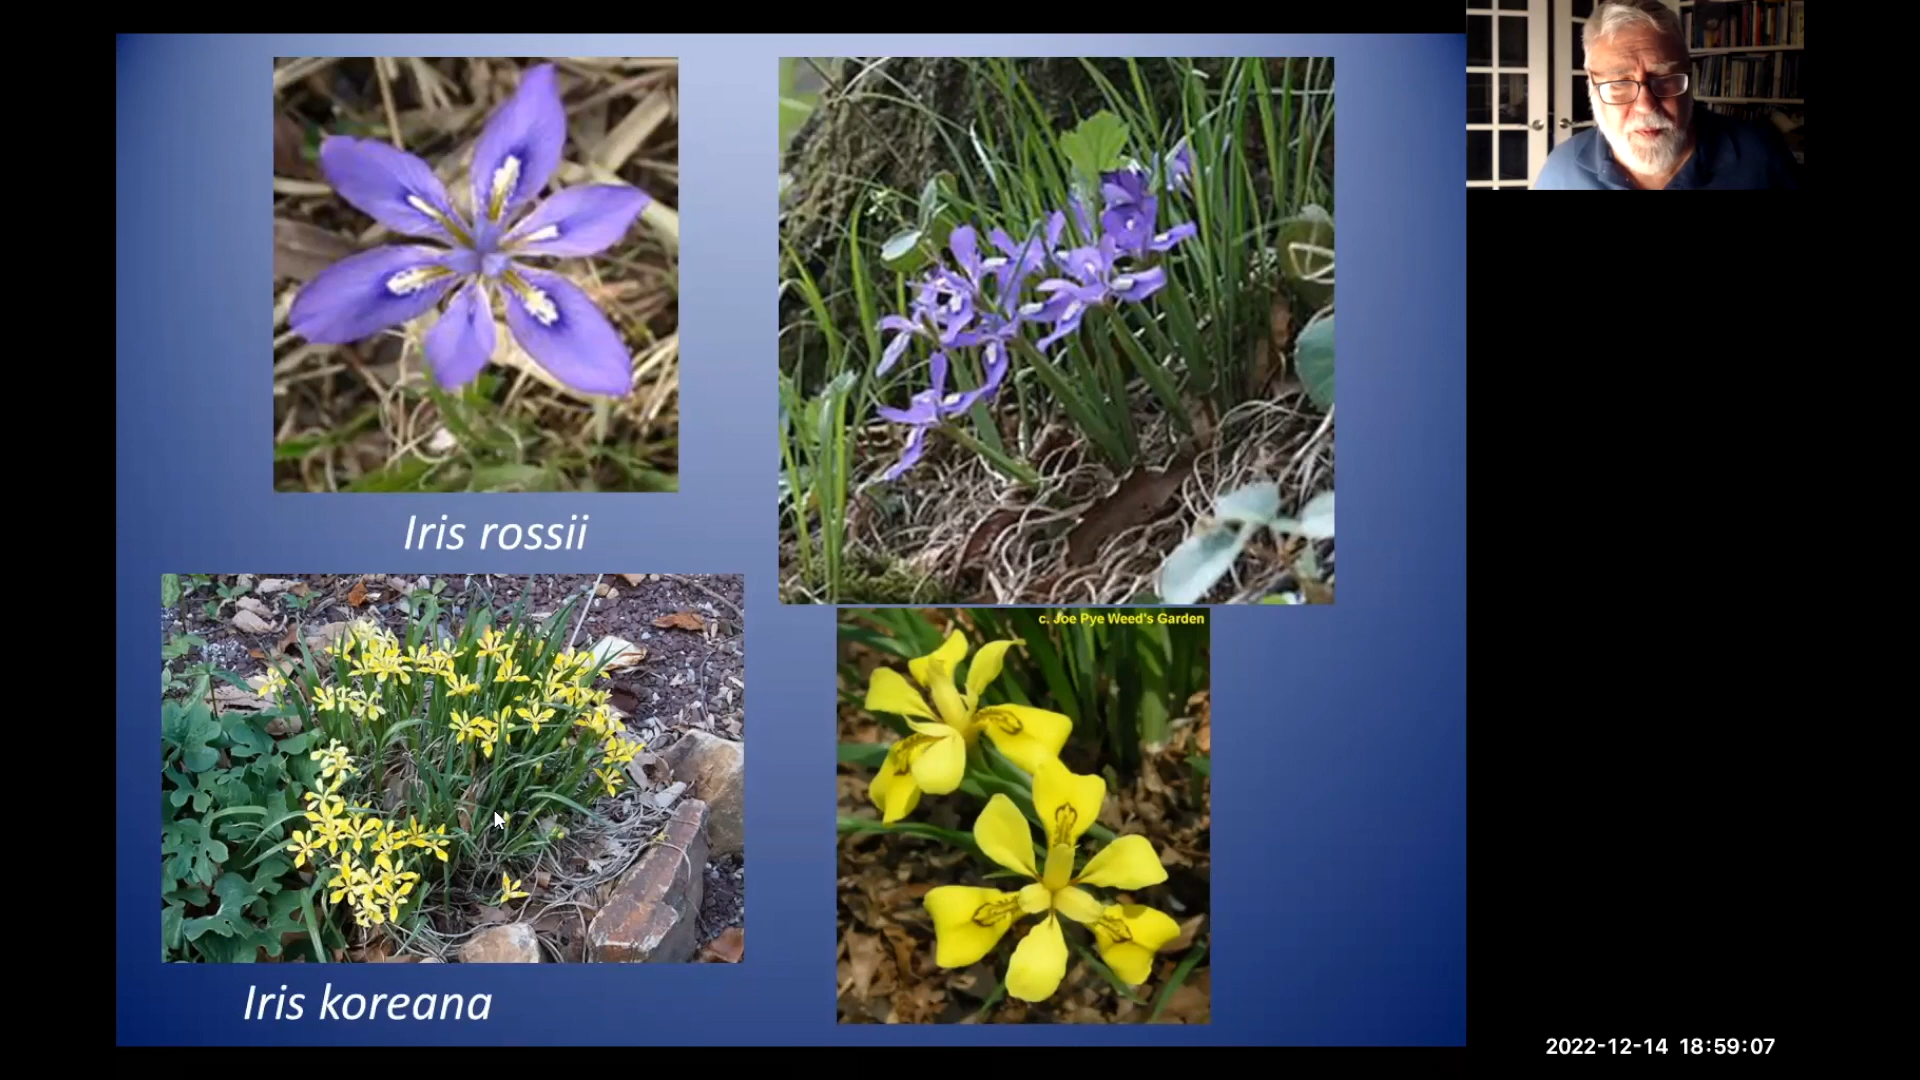 Iris rossii
c. Joe Pye Weed's Garden
Iris koreana
2022-12-14 18:59:07